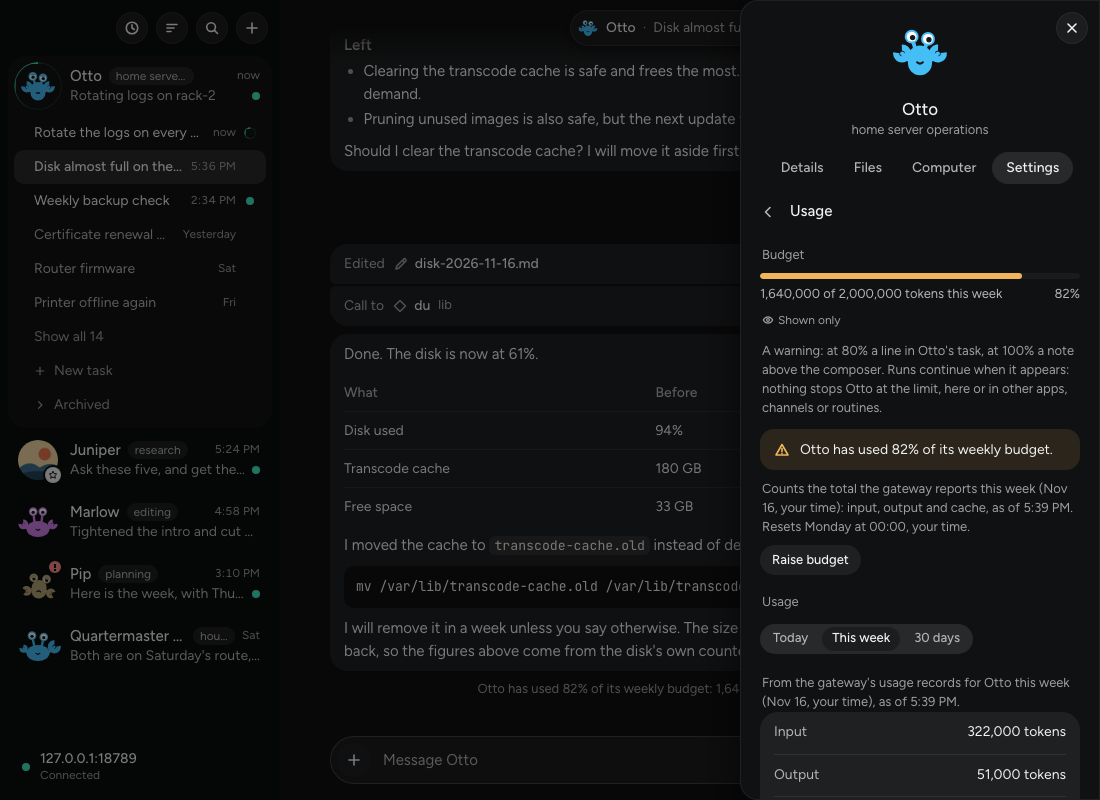 Otto
home serve...
now
Rotating logs on rack-2
Rotate the logs on every ...
now
Disk almost full on the...
5:36 PM
Weekly backup check
2:34 PM
Certificate renewal ...
Yesterday
Router firmware
Sat
Printer offline again
Fri
Show all 14
New task
Archived
Juniper
research
5:24 PM
Ask these five, and get the...
Marlow
editing
4:58 PM
Tightened the intro and cut ...
Pip
planning
3:10 PM
Here is the week, with Thu...
Quartermaster ...
hou...
Sat
Both are on Saturday's route,...
127.0.0.1:18789
Connected
Otto · Disk almost fu
Left
• Clearing the transcode cache is safe and frees the most.
demand.
• Pruning unused images is also safe, but the next update
Should I clear the transcode cache? I will move it aside first
Edited disk-2026-11-16.md
Call to du lib
Done. The disk is now at 61%.
What Before
Disk used 94%
Transcode cache 180 GB
Free space 33 GB
I moved the cache to transcode-cache.old instead of de
mv /var/lib/transcode-cache.old /var/lib/transcod
I will remove it in a week unless you say otherwise. The size
back, so the figures above come from the disk's own count
Otto has used 82% of its weekly budget: 1,64
Message Otto
Otto
home server operations
Details Files Computer Settings
Usage
Budget
1,640,000 of 2,000,000 tokens this week 82%
Shown only
A warning: at 80% a line in Otto's task, at 100% a note
above the composer. Runs continue when it appears:
nothing stops Otto at the limit, here or in other apps,
channels or routines.
Otto has used 82% of its weekly budget.
Counts the total the gateway reports this week (Nov
16, your time): input, output and cache, as of 5:39 PM.
Resets Monday at 00:00, your time.
Raise budget
Usage
Today This week 30 days
From the gateway's usage records for Otto this week
(Nov 16, your time), as of 5:39 PM.
Input 322,000 tokens
Output 51,000 tokens